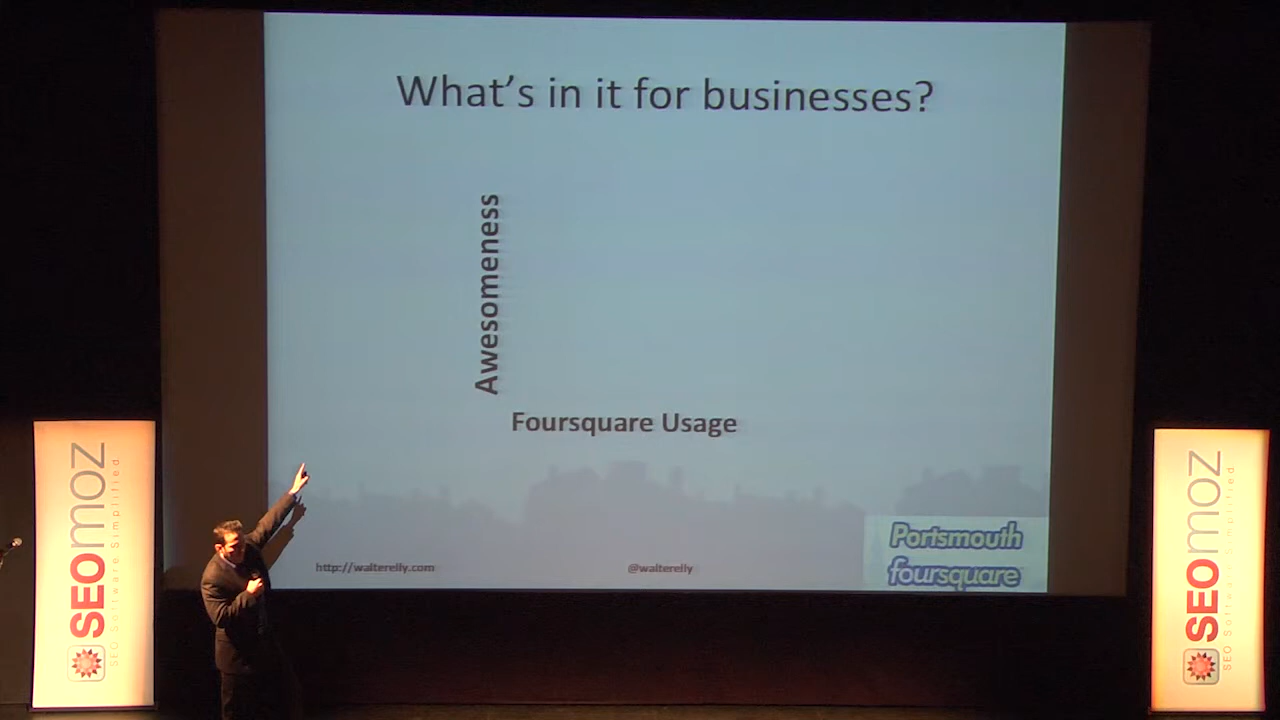 What's in it for businesses?
Awesomeness
Foursquare Usage
http://walterelly.com
@walterelly
Portsmouth
foursquare
SEOmoz
SEO Software Simplified.
SEOmoz
SEO Software Simplified.